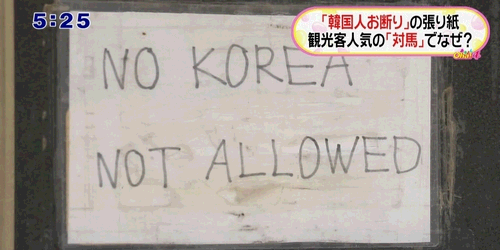 5:25
「韓国人お断り」の張り紙
観光客人気の「対馬」でなぜ?
NO KOREA
NOT ALLOWED